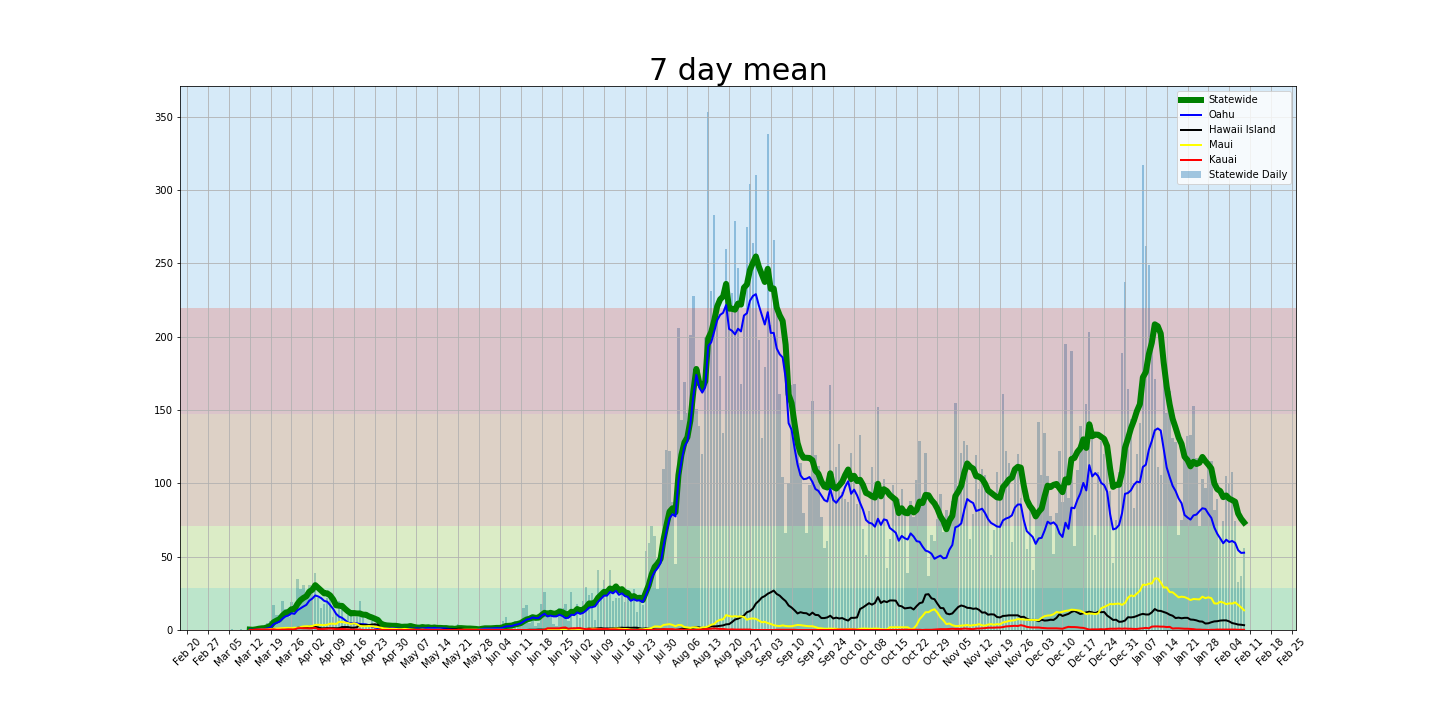 7 day mean
350
300
250
200
150
100
50
0
Statewide
Oahu
Hawaii Island
Maui
Kauai
Statewide Daily
Feb 20
Feb 27
Mar 05
Mar 12
Mar 19
Mar 26
Apr 02
Apr 09
Apr 16
Apr 23
Apr 30
May 07
May 14
May 21
May 28
Jun 04
Jun 11
Jun 18
Jun 25
Jul 02
Jul 09
Jul 16
Jul 23
Jul 30
Aug 06
Aug 13
Aug 20
Aug 27
Sep 03
Sep 10
Sep 17
Sep 24
Oct 01
Oct 08
Oct 15
Oct 22
Oct 29
Nov 05
Nov 12
Nov 19
Nov 26
Dec 03
Dec 10
Dec 17
Dec 24
Dec 31
Jan 07
Jan 14
Jan 21
Jan 28
Feb 04
Feb 11
Feb 18
Feb 25